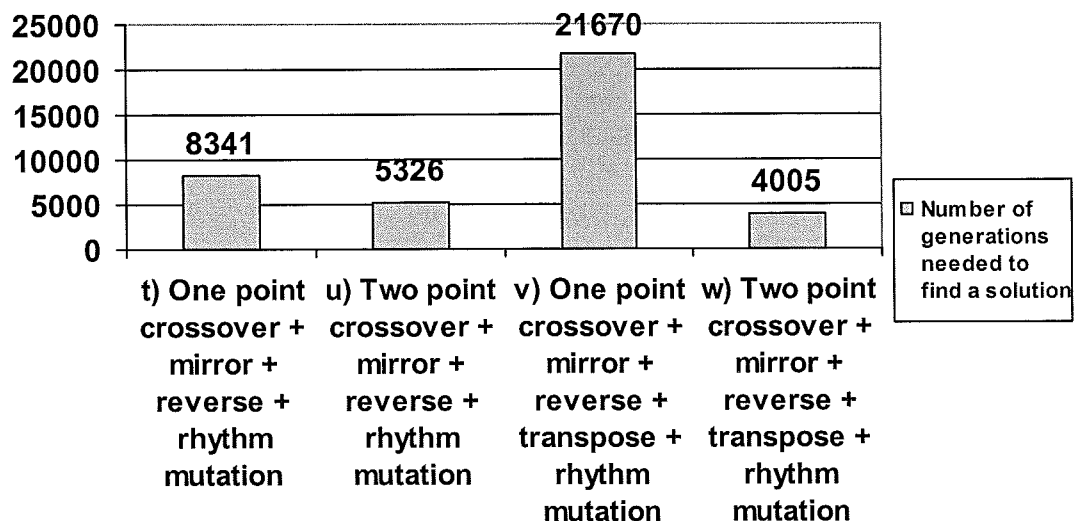 25000
20000
15000
10000
5000
0
8341
5326
21670
4005
t) One point
crossover +
mirror +
reverse +
rhythm
mutation
u) Two point
crossover +
mirror +
reverse +
rhythm
mutation
v) One point
crossover +
mirror +
reverse +
transpose +
rhythm
mutation
w) Two point
crossover +
mirror +
reverse +
transpose +
rhythm
mutation
Number of
generations
needed to
find a solution